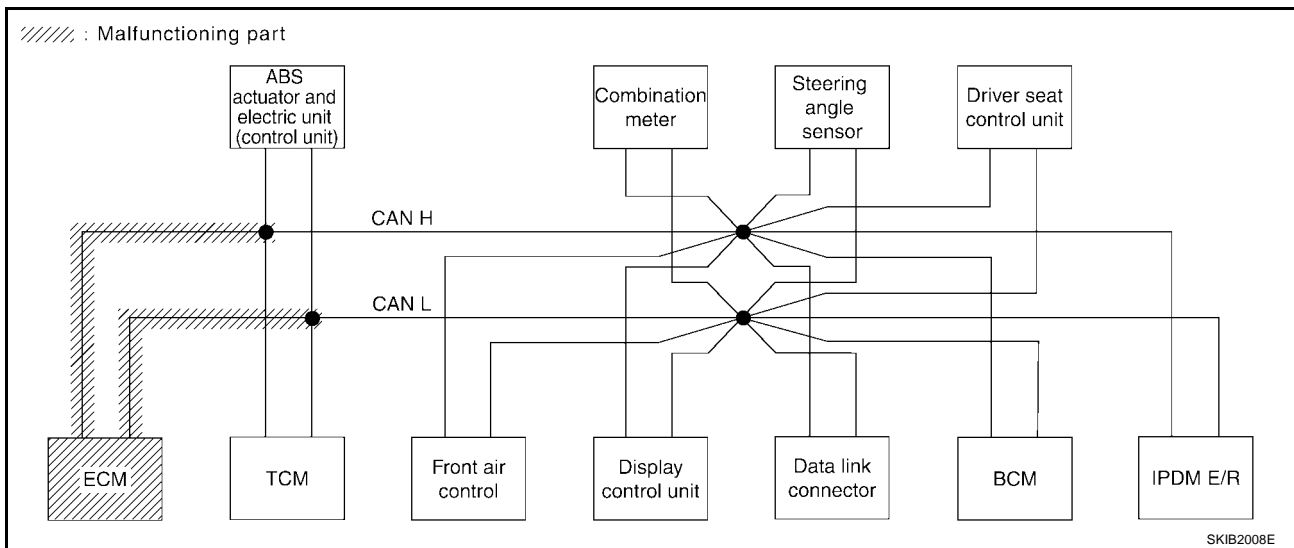 : Malfunctioning part
ABS
actuator and
electric unit
(control unit)
Combination
meter
Steering
angle
sensor
Driver seat
control unit
CAN H
CAN L
ECM
TCM
Front air
control
Display
control unit
Data link
connector
BCM
IPDM E/R
SKIB2008E